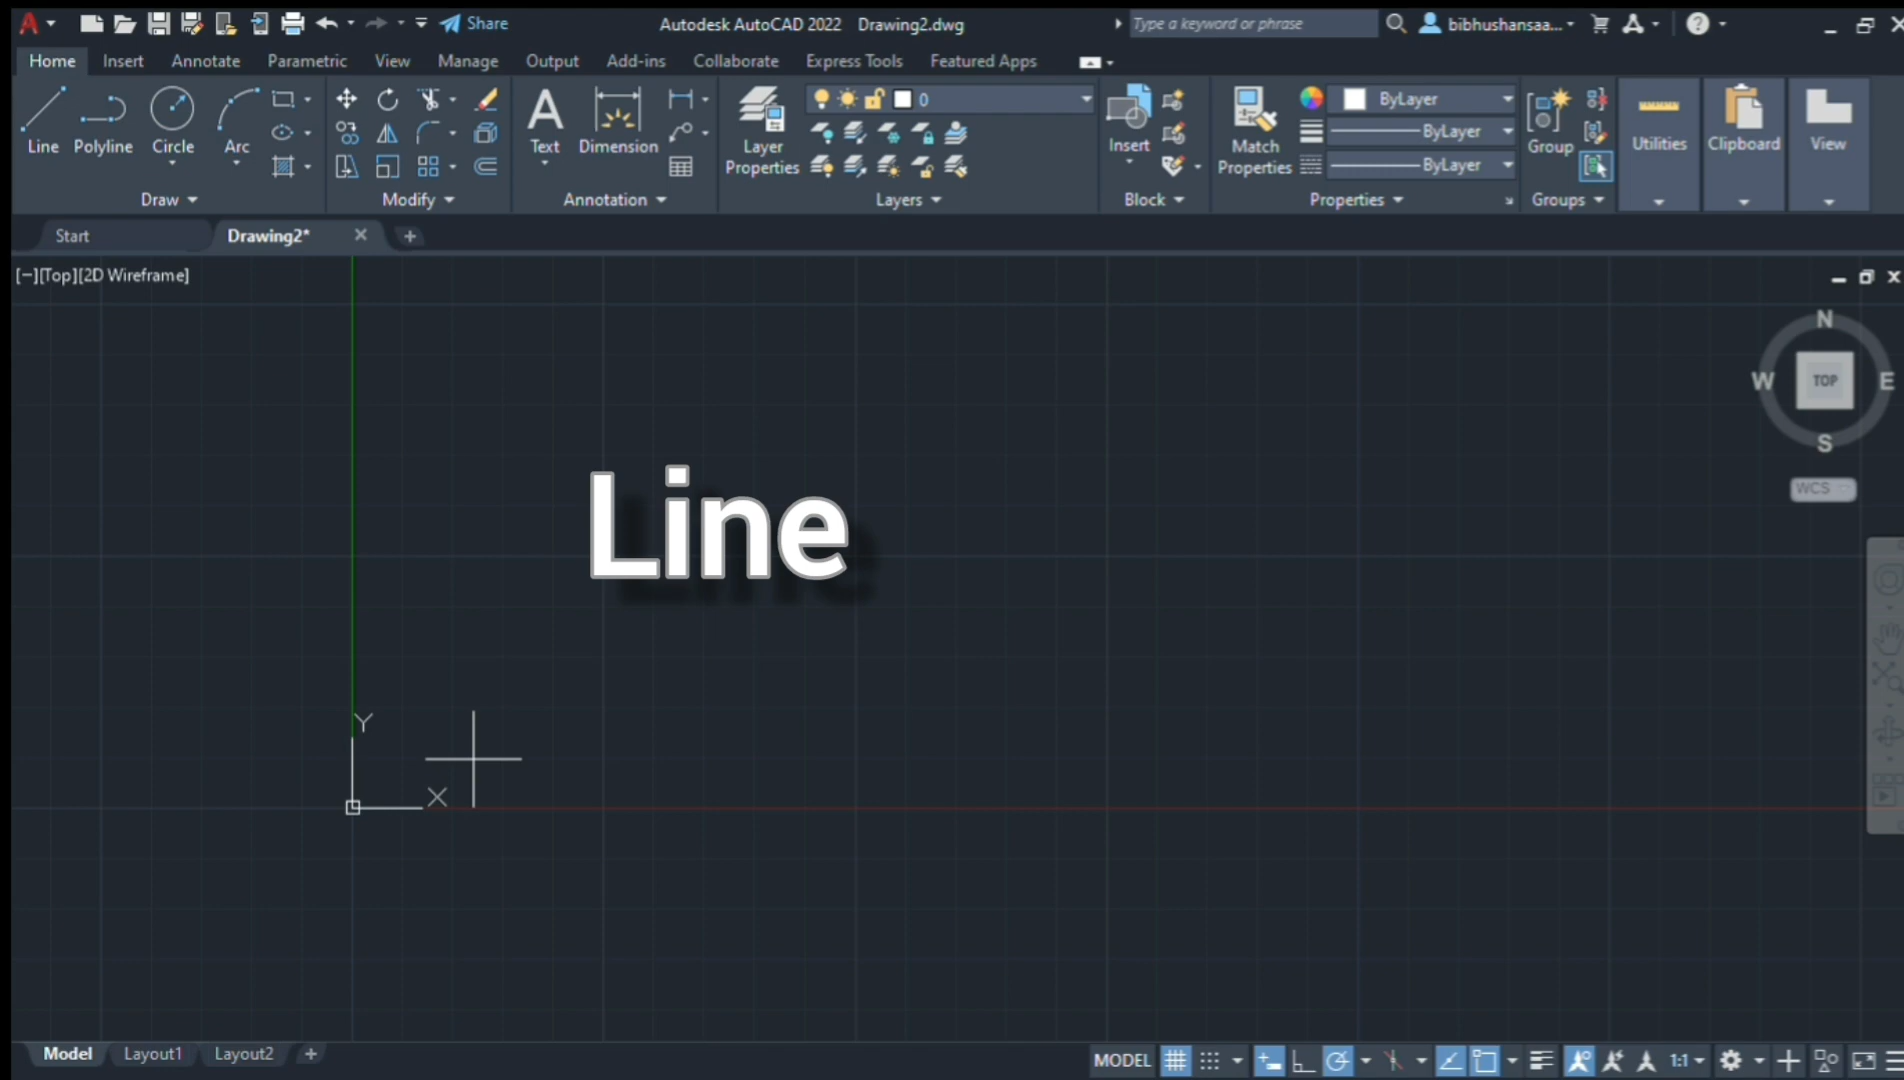 Share
Autodesk AutoCAD 2022 Drawing2.dwg
Type a keyword or phrase
bibhushansaa...
Home Insert Annotate Parametric View Manage Output Add-ins Collaborate Express Tools Featured Apps
0
ByLayer
ByLayer
ByLayer
Line Polyline Circle Arc
Text Dimension
Layer Properties
Insert
Match Properties
Group
Utilities Clipboard View
Draw Modify Annotation Layers Block Properties Groups
Start Drawing2*
[−][Top][2D Wireframe]
N
W TOP E
S
WCS
Line
Y
X
Model Layout1 Layout2
MODEL 1:1